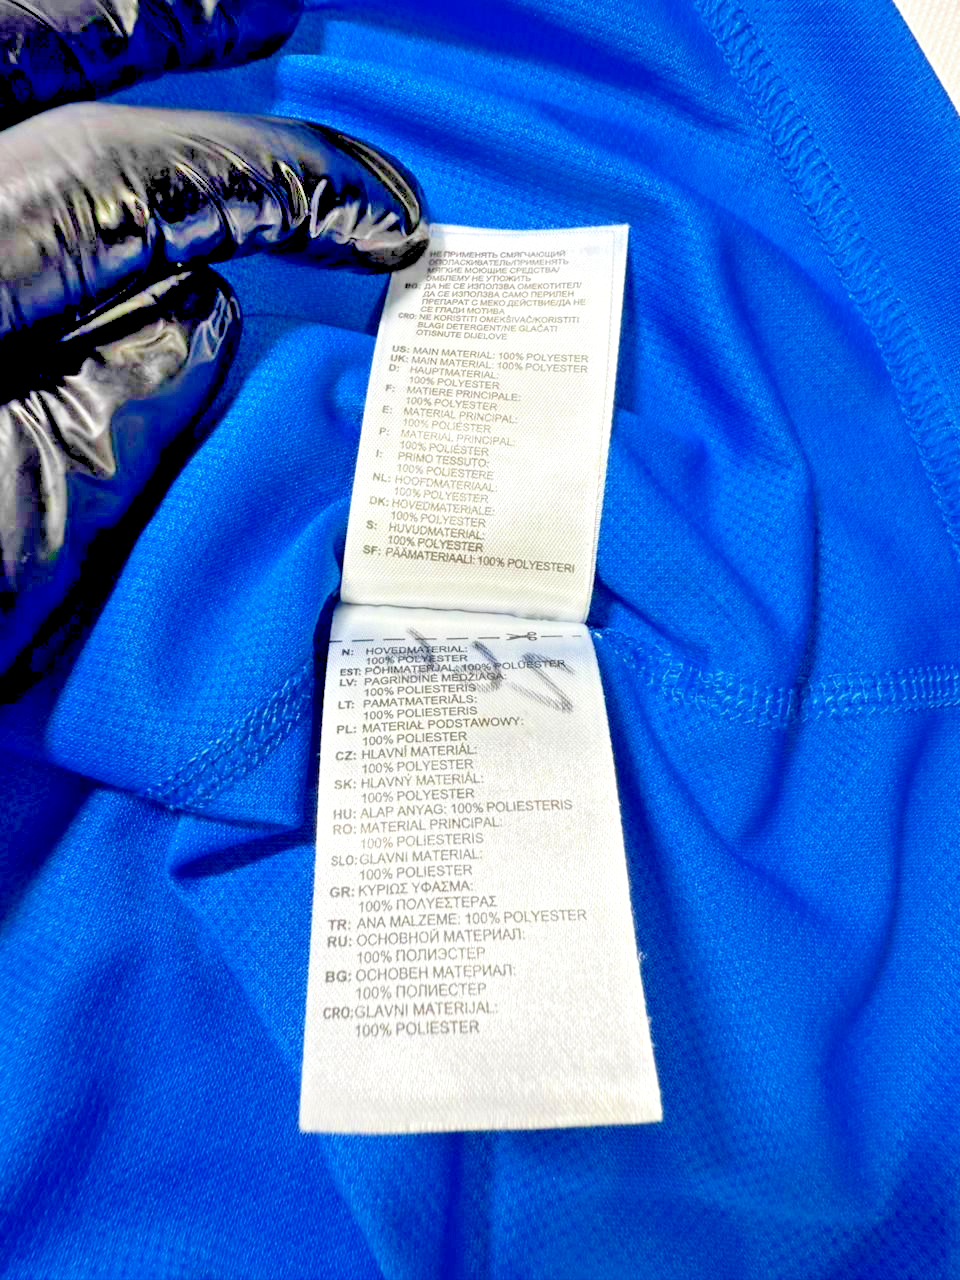 НЕ ПРИМЕНЯТЬ СМЯГЧАЮЩИЙ
ОПОЛАСКИВАТЕЛЬ/ПРИМЕНЯТЬ
МЯГКИЕ МОЮЩИЕ СРЕДСТВА/
ЭМБЛЕМУ НЕ УТЮЖИТЬ
BG: ДА НЕ СЕ ИЗПОЛЗВА ОМЕКОТИТЕЛ/
ДА СЕ ИЗПОЛЗВА САМО ПЕРИЛЕН
ПРЕПАРАТ С МЕКО ДЕЙСТВИЕ/ДА НЕ
СЕ ГЛАДИ МОТИВА
CRO: NE KORISTITI OMEKŠIVAČ/KORISTITI
BLAGI DETERGENT/NE GLAČATI
OTISNUTE DIJELOVE
US: MAIN MATERIAL: 100% POLYESTER
UK: MAIN MATERIAL: 100% POLYESTER
D: HAUPTMATERIAL:
100% POLYESTER
F: MATIERE PRINCIPALE:
100% POLYESTER
E: MATERIAL PRINCIPAL:
100% POLYESTER
P: MATERIAL PRINCIPAL:
100% POLIÉSTER
I: PRIMO TESSUTO:
100% POLIESTERE
NL: HOOFDMATERIAAL:
100% POLYESTER
DK: HOVEDMATERIALE:
100% POLYESTER
S: HUVUDMATERIAL:
100% POLYESTER
SF: PÄÄMATERIAALI: 100% POLYESTERI
N: HOVEDMATERIAL:
100% POLYESTER
EST: PÕHIMATERJAL: 100% POLÜESTER
LV: PAGRINDINĖ MEDŽIAGA:
100% POLIESTERIS
LT: PAMATMATERIĀLS:
100% POLIESTERIS
PL: MATERIAŁ PODSTAWOWY:
100% POLIESTER
CZ: HLAVNÍ MATERIÁL:
100% POLYESTER
SK: HLAVNÝ MATERIÁL:
100% POLYESTER
HU: ALAP ANYAG: 100% POLIESTERIS
RO: MATERIAL PRINCIPAL:
100% POLIESTERIS
SLO: GLAVNI MATERIAL:
100% POLIESTER
GR: ΚΥΡΙΩΣ ΥΦΑΣΜΑ:
100% ΠΟΛΥΕΣΤΕΡΑΣ
TR: ANA MALZEME: 100% POLYESTER
RU: ОСНОВНОЙ МАТЕРИАЛ:
100% ПОЛИЭСТЕР
BG: ОСНОВЕН МАТЕРИАЛ:
100% ПОЛИЕСТЕР
CRO: GLAVNI MATERIJAL:
100% POLIESTER